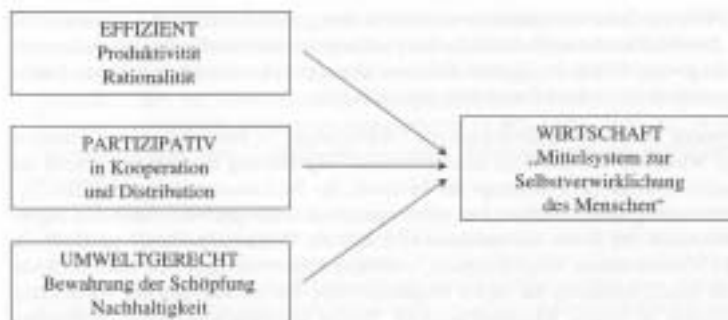 EFFIZIENT
Produktivität
Rationalität
PARTIZIPATIV
in Kooperation
und Distribution
UMWELTGERECHT
Bewahrung der Schöpfung
Nachhaltigkeit
WIRTSCHAFT
„Mittelsystem zur
Selbstverwirklichung
des Menschen“